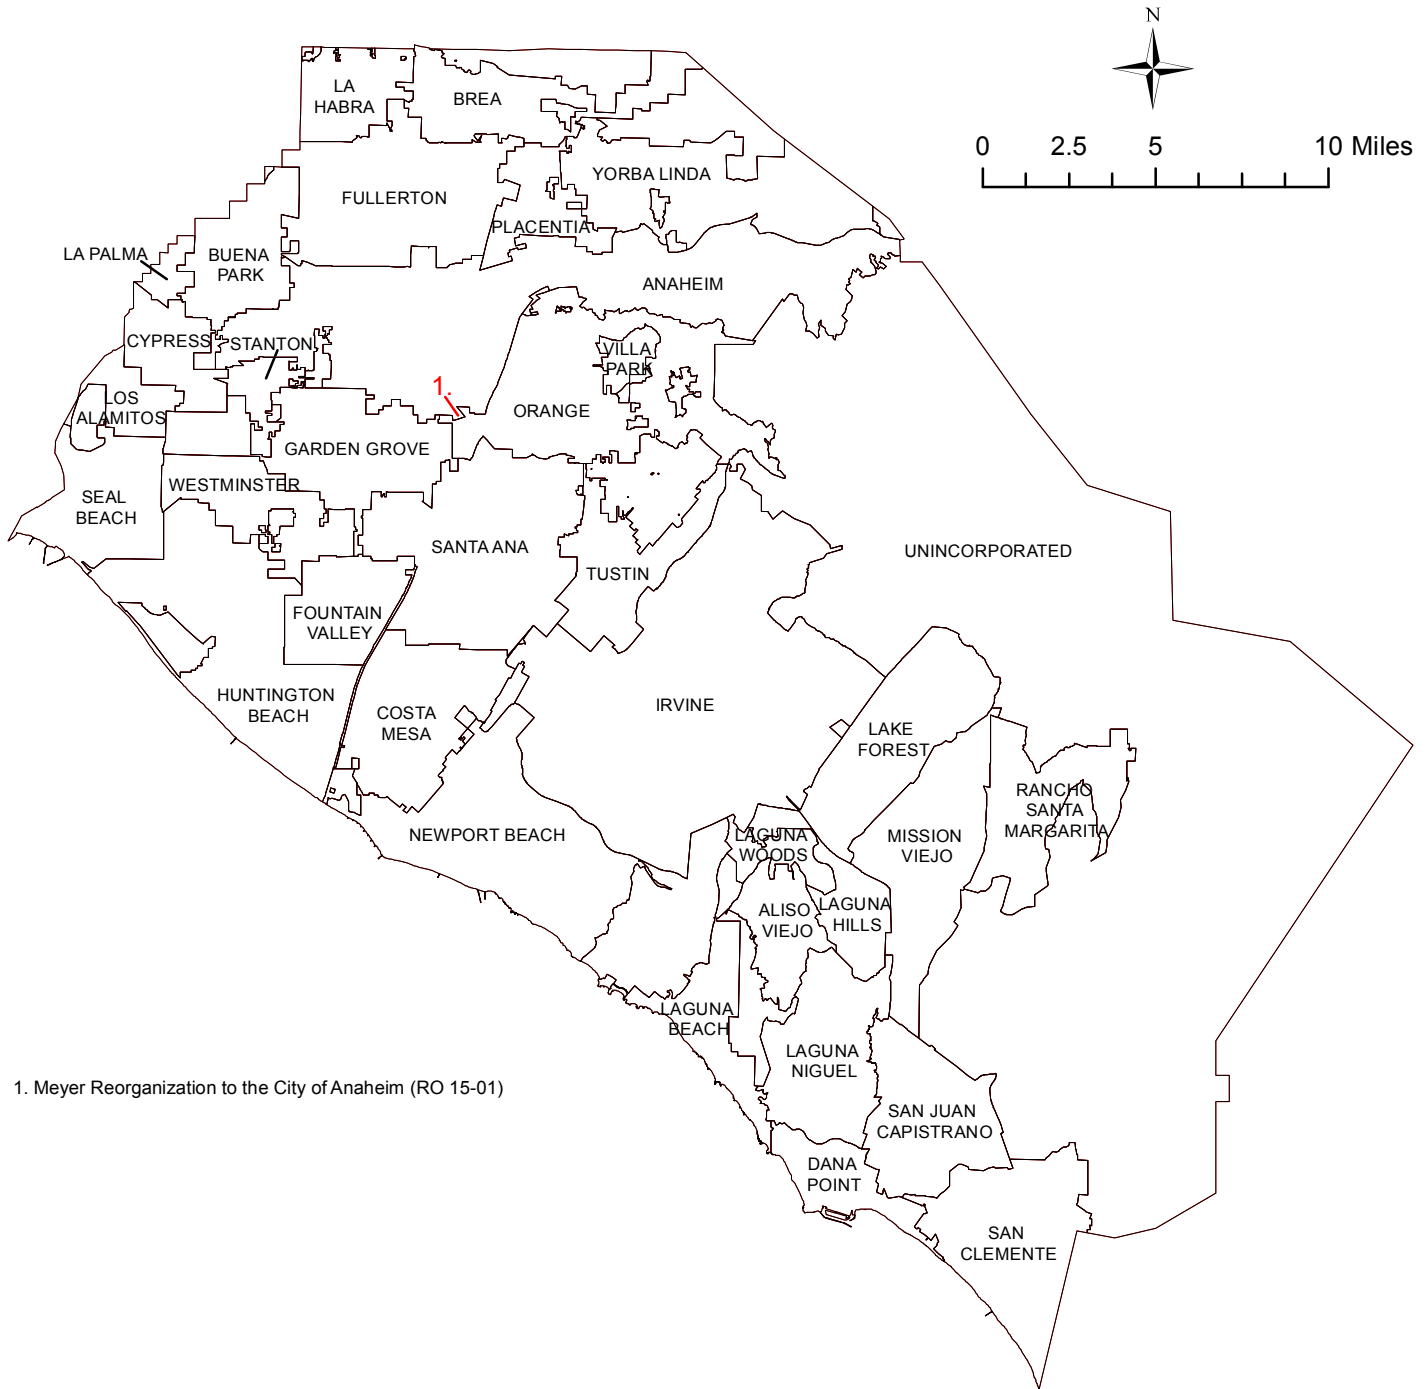 N
0 2.5 5 10 Miles
LA
HABRA
BREA
YORBA LINDA
FULLERTON
PLACENTIA
LA PALMA
BUENA
PARK
ANAHEIM
CYPRESS
STANTON
VILLA
PARK
1.
LOS
ALAMITOS
ORANGE
GARDEN GROVE
WESTMINSTER
SEAL
BEACH
SANTA ANA
UNINCORPORATED
TUSTIN
FOUNTAIN
VALLEY
HUNTINGTON
BEACH
IRVINE
COSTA
MESA
LAKE
FOREST
RANCHO
SANTA
MARGARITA
NEWPORT BEACH
LAGUNA
WOODS
MISSION
VIEJO
ALISO
VIEJO
LAGUNA
HILLS
LAGUNA
BEACH
LAGUNA
NIGUEL
1. Meyer Reorganization to the City of Anaheim (RO 15-01)
SAN JUAN
CAPISTRANO
DANA
POINT
SAN
CLEMENTE